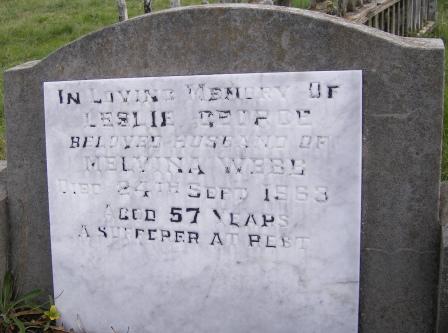 In Loving Memory Of
Leslie George
Beloved Husband Of
Melvina Webb
Died 24th Sept 1963
Aged 57 Years
A Sufferer At Rest